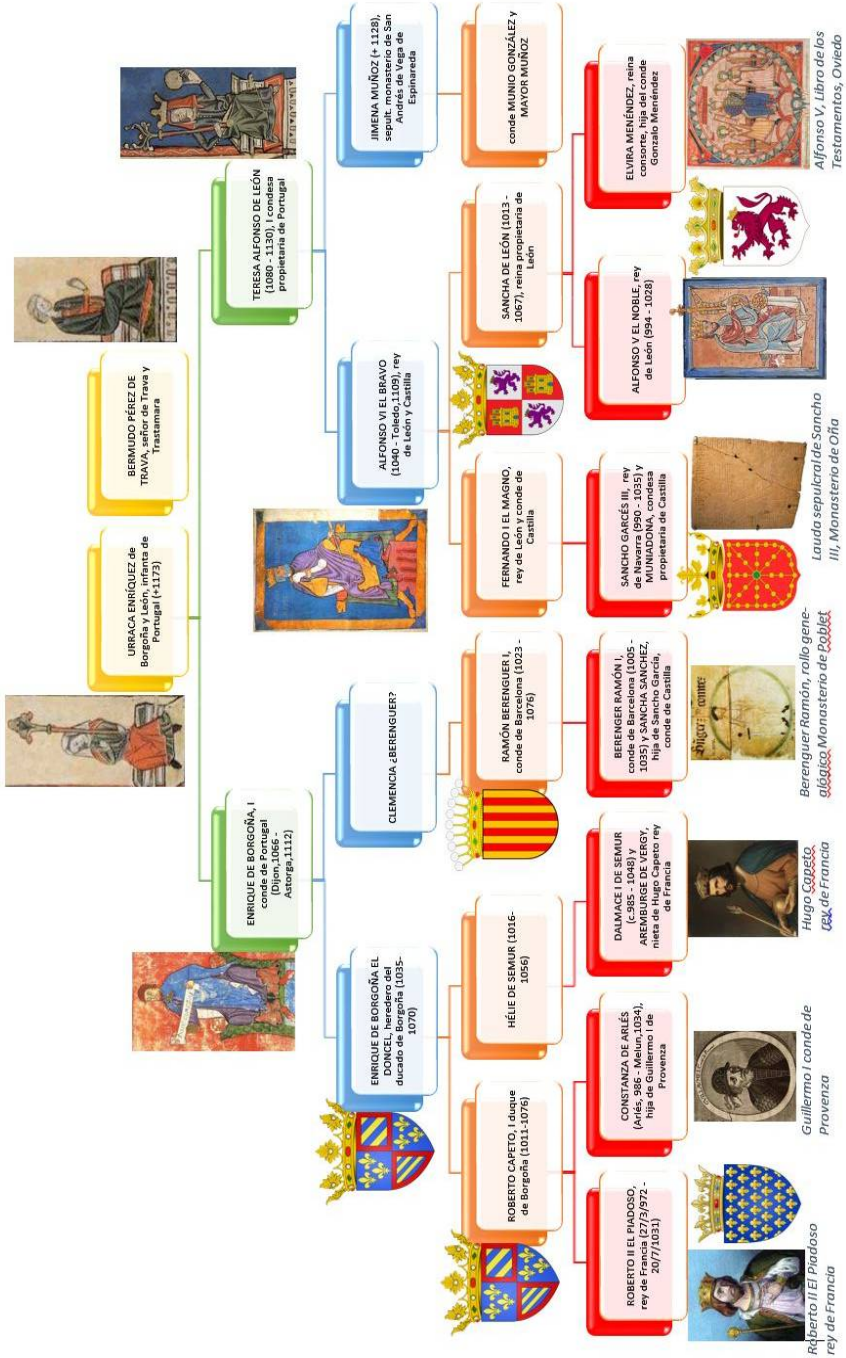 URRACA ENRÍQUEZ de
Borgoña y León, infanta de
Portugal (+1173)
BERMUDO PÉREZ DE
TRAVA, señor de Trava y
Trastamara
ENRIQUE DE BORGOÑA, I
conde de Portugal
(Dijon,1066 -
Astorga,1112)
TERESA ALFONSO DE LEÓN
(1080 - 1130), I condesa
propietaria de Portugal
ENRIQUE DE BORGOÑA EL
DONCEL, heredero del
ducado de Borgoña (1035-
1070)
CLEMENCIA ¿BERENGUER?
ALFONSO VI EL BRAVO
(1040 - Toledo,1109), rey
de León y Castilla
JIMENA MUÑOZ (+ 1128),
sepult. monasterio de San
Andrés de Vega de
Espinareda
ROBERTO CAPETO, I duque
de Borgoña (1011-1076)
HÉLIE DE SEMUR (1016-
1056)
RAMÓN BERENGUER I,
conde de Barcelona (1023 -
1076)
FERNANDO I EL MAGNO,
rey de León y conde de
Castilla
SANCHA DE LEÓN (1013 -
1067), reina propietaria de
León
conde MUNIO GONZÁLEZ y
MAYOR MUÑOZ
ROBERTO II EL PIADOSO,
rey de Francia (27/3/972 -
20/7/1031)
CONSTANZA DE ARLÉS
(Arlés, 986 - Melun,1034),
hija de Guillermo I de
Provenza
DALMACE I DE SEMUR
(c.985 - 1048) y
AREMBURGE DE VERGY,
nieta de Hugo Capeto rey
de Francia
BERENGER RAMÓN I,
conde de Barcelona (1005 -
1035) y SANCHA SANCHEZ,
hija de Sancho García,
conde de Castilla
SANCHO GARCÉS III, rey
de Navarra (990 - 1035) y
MUNIADONA, condesa
propietaria de Castilla
ALFONSO V EL NOBLE, rey
de León (994 - 1028)
ELVIRA MENÉNDEZ, reina
consorte, hija del conde
Gonzalo Menéndez
Roberto II El Piadoso
rey de Francia
Guillermo I conde de
Provenza
Hugo Capeto
rey de Francia
Berenguer Ramón, rollo gene-
alógico Monasterio de Poblet
Lauda sepulcral de Sancho
III, Monasterio de Oña
Alfonso V, Libro de los
Testamentos, Oviedo